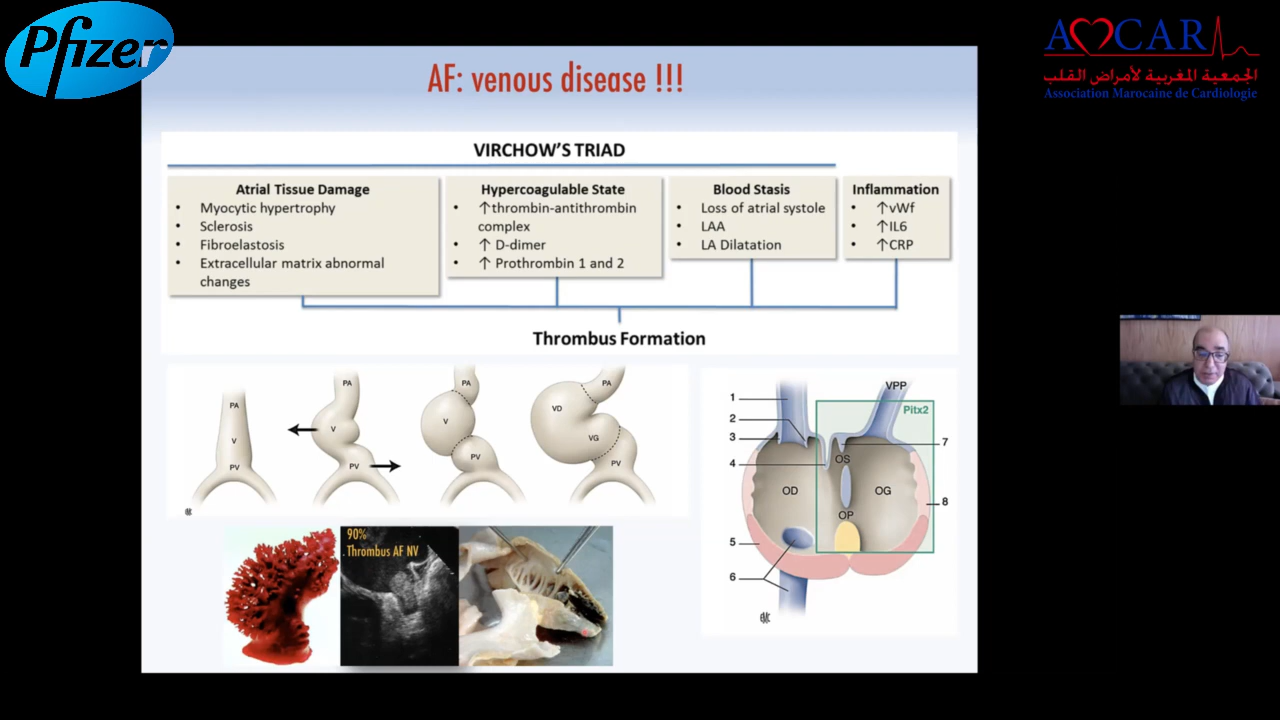 Pfizer
AMCAR
الجمعية المغربية لأمراض القلب
Association Marocaine de Cardiologie
AF: venous disease !!!
VIRCHOW'S TRIAD
Atrial Tissue Damage
• Myocytic hypertrophy
• Sclerosis
• Fibroelastosis
• Extracellular matrix abnormal
changes
Hypercoagulable State
• ↑thrombin-antithrombin
complex
• ↑ D-dimer
• ↑ Prothrombin 1 and 2
Blood Stasis
• Loss of atrial systole
• LAA
• LA Dilatation
Inflammation
• ↑vWf
• ↑IL6
• ↑CRP
Thrombus Formation
PA
V
PV
PA
V
PV
PA
V
PV
PA
VD
VG
PV
VPP
Pitx2
1
2
3
4
5
6
7
8
OS
OD
OG
OP
90%
Thrombus AF NV